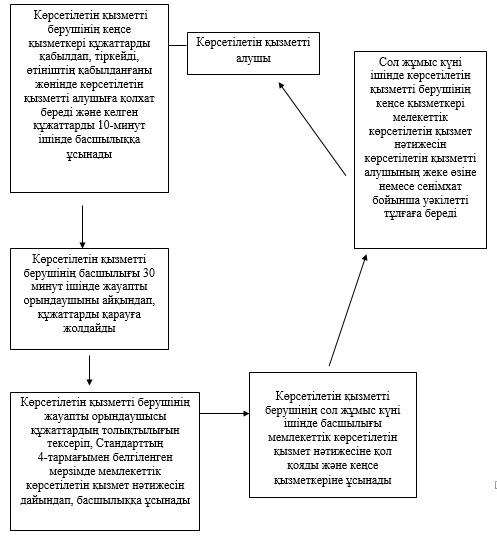 Көрсетілетін қызметті
берушінің кеңсе
қызметкері құжаттарды
қабылдап, тіркейді,
өтініштің қабылданғаны
жөнінде көрсетілетін
қызметті алушыға қолхат
береді және келген
құжаттарды 10-минут
ішінде басшылыққа
ұсынады
Көрсетілетін қызметті
алушы
Сол жұмыс күні
ішінде көрсетілетін
қызметті берушінің
кеңсе қызметкері
мелекеттік
көрсетілетін қызмет
нәтижесін
көрсетілетін қызметті
алушының жеке өзіне
немесе сенімхат
бойынша уәкілетті
тұлғаға береді
Көрсетілетін қызметті
берушінің басшылығы 30
минут ішінде жауапты
орындаушыны айқындап,
құжаттарды қарауға
жолдайды
Көрсетілетін қызметті берушінің
жауапты орындаушысы
құжаттардың толықтылығын
тексеріп, Стандарттың
4-тармағымен белгіленген
мерзімде мемлекеттік
көрсетілетін қызмет нәтижесін
дайындап, басшылыққа ұсынады
Көрсетілетін қызметті
берушінің сол жұмыс күні
ішінде басшылығы
мемлекеттік көрсетілетін
қызмет нәтижесіне қол
қояды және кеңсе
қызметкеріне ұсынады